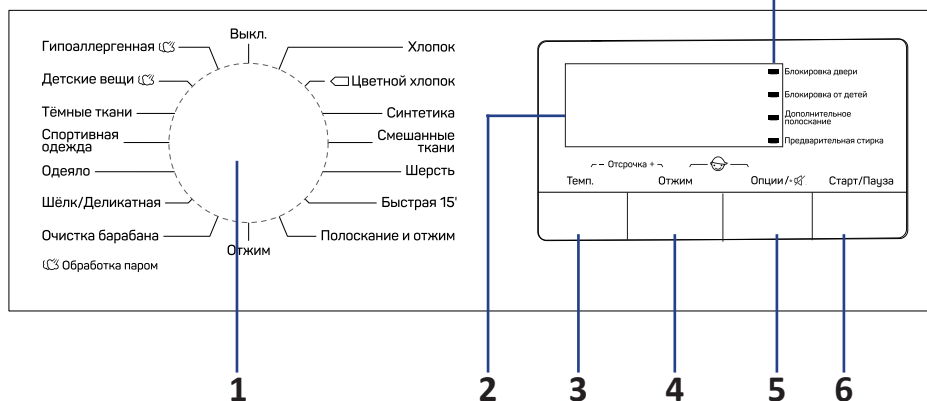 Выкл.
Гипоаллергенная
Детские вещи
Тёмные ткани
Спортивная
одежда
Одеяло
Шёлк/Деликатная
Очистка барабана
Обработка паром
Хлопок
Цветной хлопок
Синтетика
Смешанные
ткани
Шерсть
Быстрая 15'
Полоскание и отжим
Отжим
Блокировка двери
Блокировка от детей
Дополнительное
полоскание
Предварительная стирка
- Отсрочка +
Темп.
Отжим
Опции/
Старт/Пауза
1
2
3
4
5
6